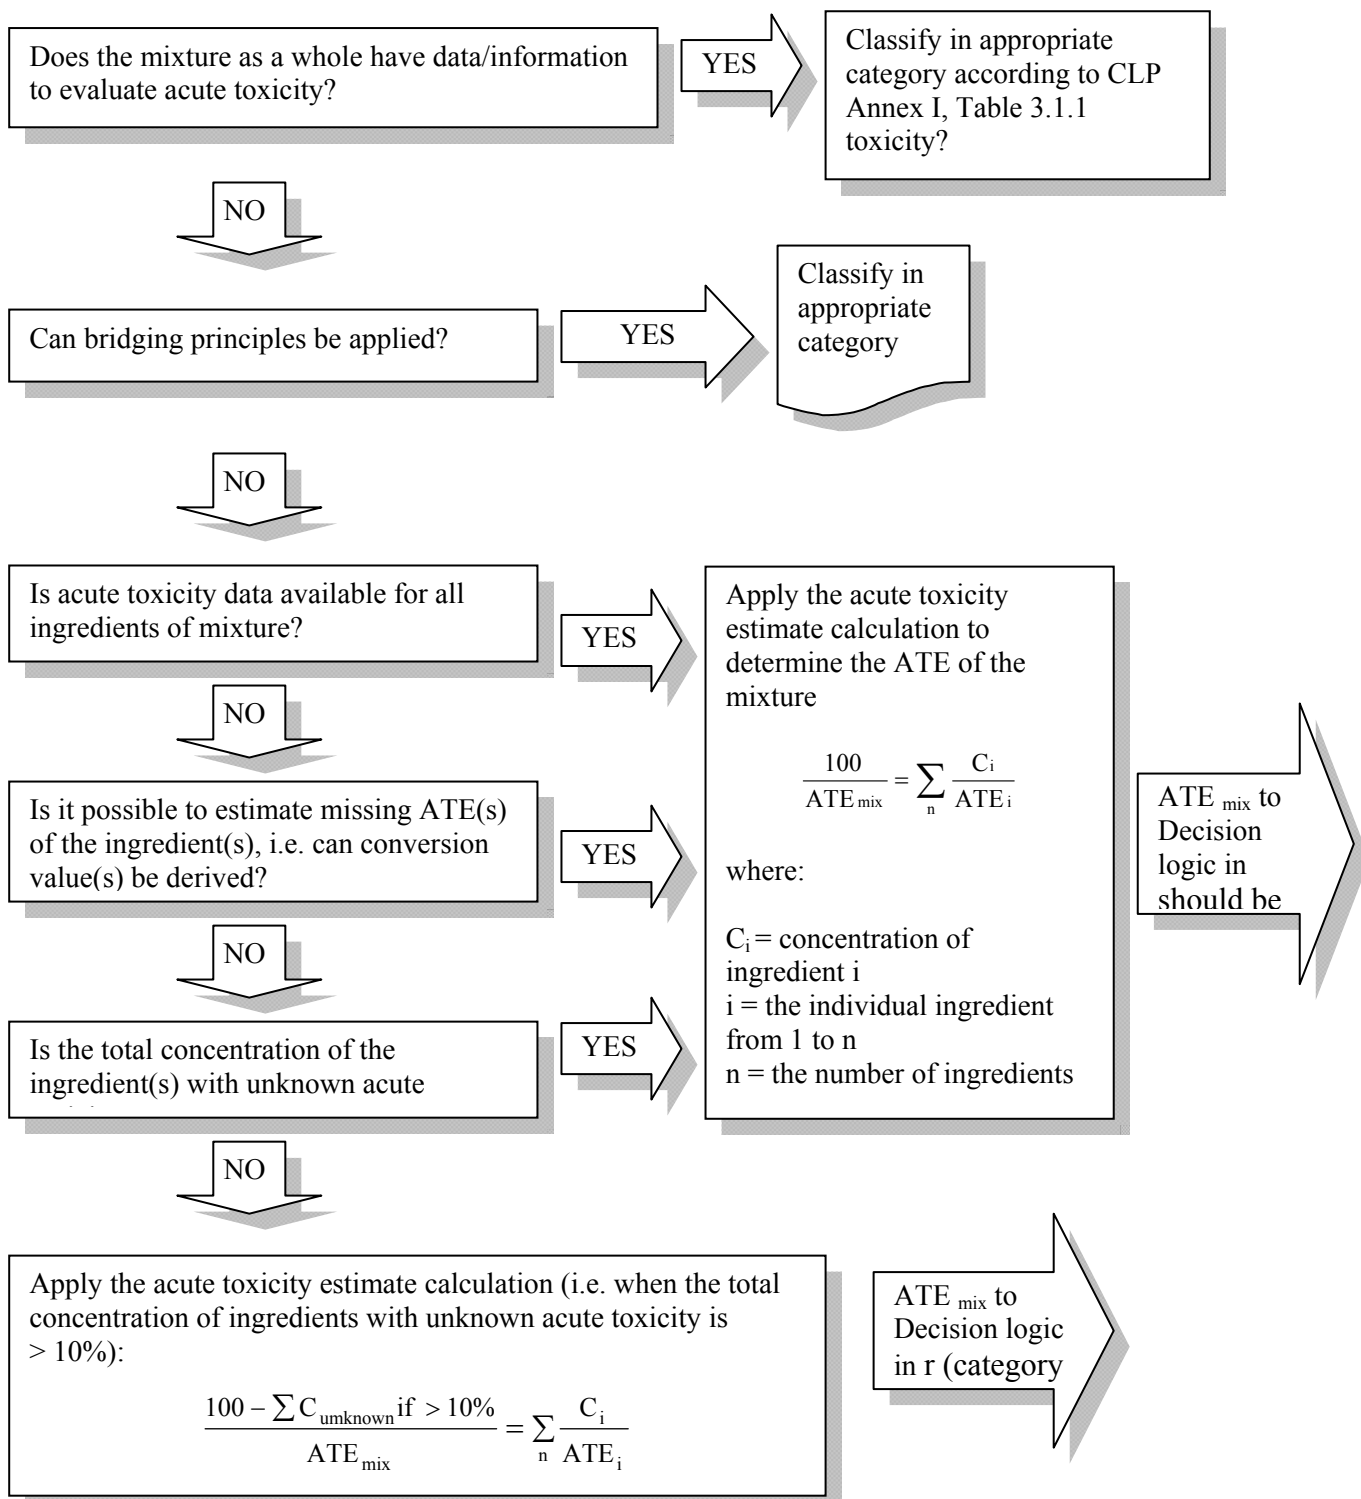 Does the mixture as a whole have data/information
to evaluate acute toxicity?
YES
Classify in appropriate
category according to CLP
Annex I, Table 3.1.1
toxicity?
NO
Can bridging principles be applied?
YES
Classify in
appropriate
category
NO
Is acute toxicity data available for all
ingredients of mixture?
YES
NO
Is it possible to estimate missing ATE(s)
of the ingredient(s), i.e. can conversion
value(s) be derived?
YES
NO
Is the total concentration of the
ingredient(s) with unknown acute
YES
Apply the acute toxicity
estimate calculation to
determine the ATE of the
mixture
100 / ATE mix = ∑ n C i / ATE i
where:
C i = concentration of
ingredient i
i = the individual ingredient
from 1 to n
n = the number of ingredients
ATE mix to
Decision
logic in
should be
NO
Apply the acute toxicity estimate calculation (i.e. when the total
concentration of ingredients with unknown acute toxicity is
> 10%):
100 − ∑ C umknown if > 10% / ATE mix = ∑ n C i / ATE i
ATE mix to
Decision logic
in r (category